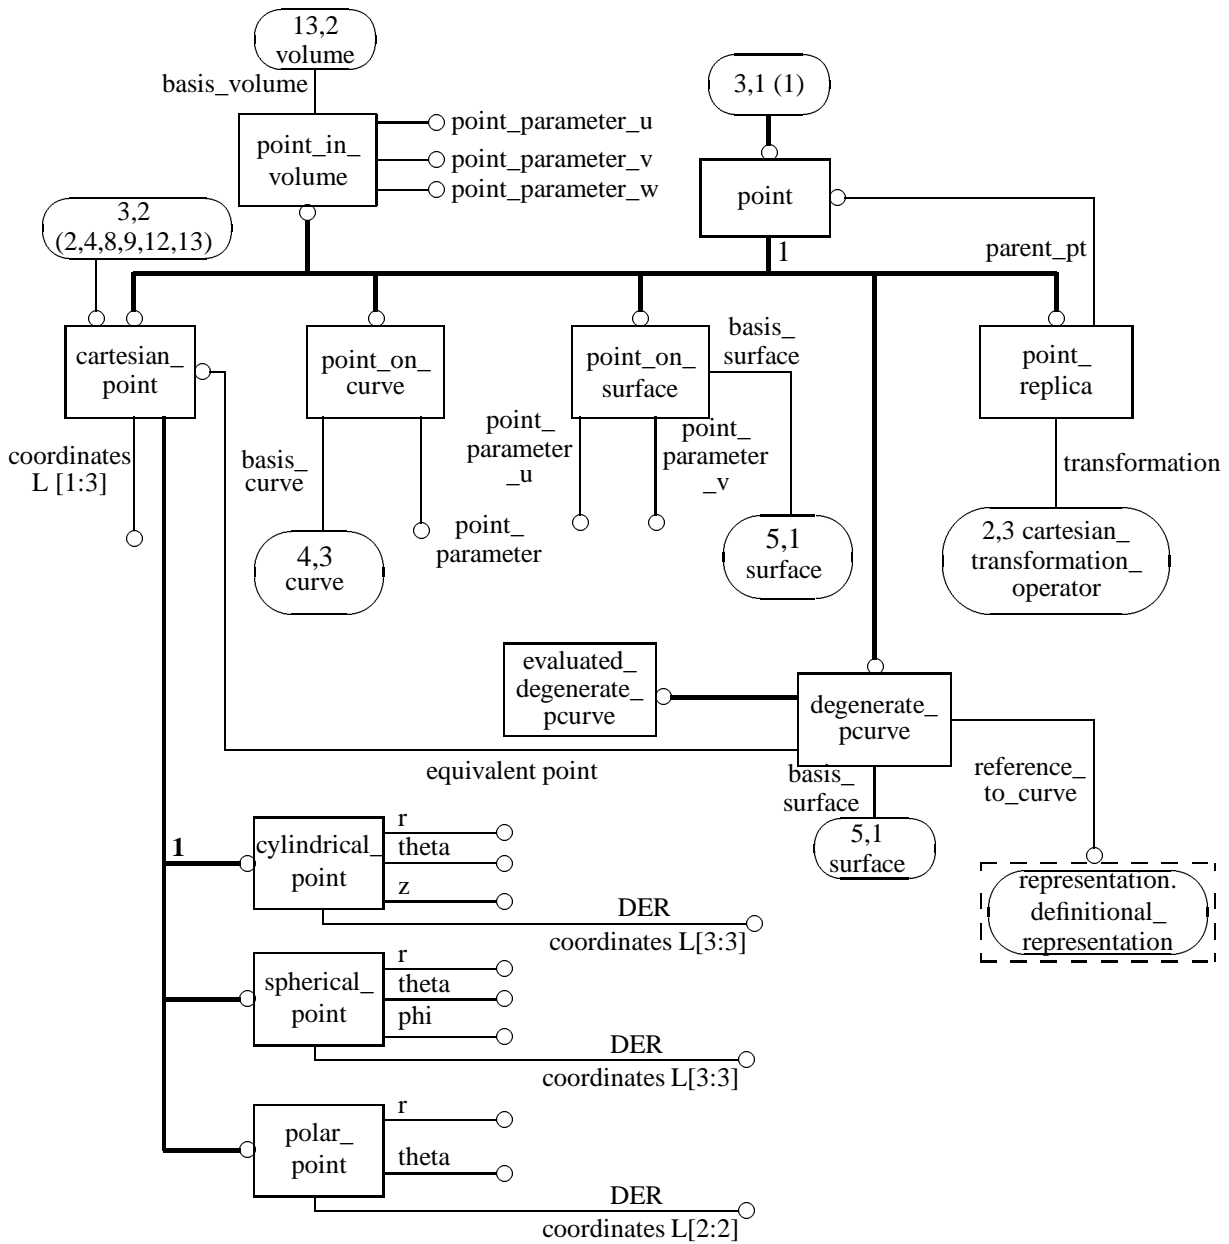 13,2
volume
basis_volume
3,1 (1)
point_in_
volume
point_parameter_u
point_parameter_v
point_parameter_w
point
3,2
(2,4,8,9,12,13)
1
parent_pt
cartesian_
point
point_on_
curve
point_on_
surface
basis_
surface
point_
replica
coordinates
L [1:3]
basis_
curve
point_
parameter
_u
point_
parameter
_v
transformation
4,3
curve
point_
parameter
5,1
surface
2,3 cartesian_
transformation_
operator
evaluated_
degenerate_
pcurve
degenerate_
pcurve
equivalent point
basis_
surface
reference_
to_curve
5,1
surface
representation.
definitional_
representation
1
cylindrical_
point
r
theta
z
DER
coordinates L[3:3]
spherical_
point
r
theta
phi
DER
coordinates L[3:3]
polar_
point
r
theta
DER
coordinates L[2:2]